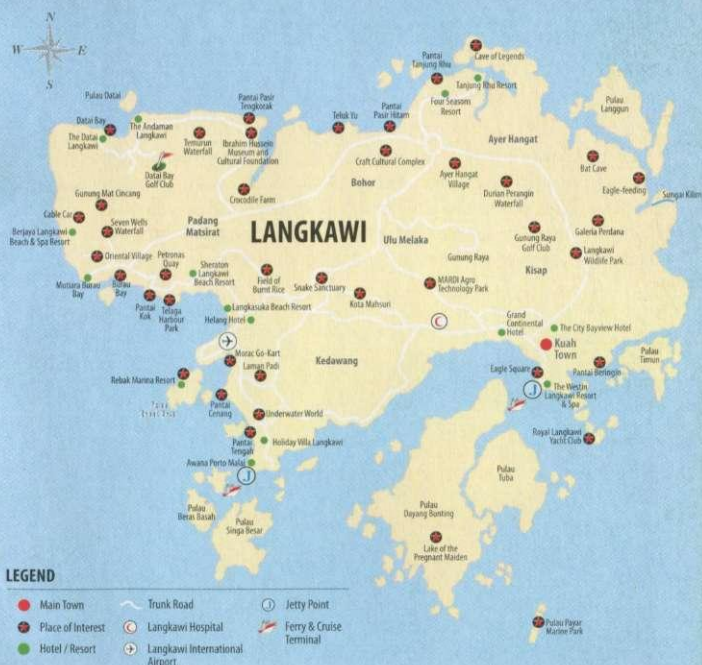 N
W
E
S
Pantai
Tanjung Rhu
Cave of Legends
Tanjung Rhu Resort
Four Seasons
Resort
Pulau
Langgun
Pulau Datai
Datai Bay
The Datai
Langkawi
The Andaman
Langkawi
Datai Bay
Golf Club
Temurun
Waterfall
Pantai Pasir
Tengkorak
Ibrahim Hussein
Museum and
Cultural Foundation
Teluk Yu
Pantai
Pasir Hitam
Craft Cultural Complex
Ayer Hangat
Ayer Hangat
Village
Durian Perangin
Waterfall
Bat Cave
Eagle-feeding
Sungai Kilim
Bohor
Crocodile Farm
Gunung Mat Cincang
Cable Car
Seven Wells
Waterfall
Berjaya Langkawi
Beach & Spa Resort
Padang
Matsirat
LANGKAWI
Ulu Melaka
Gunung Raya
Gunung Raya
Golf Club
Galeria Perdana
Langkawi
Wildlife Park
Kisap
Oriental Village
Petronas
Quay
Sheraton
Langkawi
Beach Resort
Mutiara Burau
Bay
Burau
Bay
Pantai
Kok
Telaga
Harbour
Park
Field of
Burnt Rice
Snake Sanctuary
Kota Mahsuri
MARDI Agro
Technology Park
Langkasuka Beach Resort
Helang Hotel
Grand
Continental
Hotel
The City Bayview Hotel
Kuah
Town
Morac Go-Kart
Laman Padi
Kedawang
Eagle Square
J
The Westin
Langkawi Resort
& Spa
Pantai Beringin
Pulau
Timun
Rebak Marina Resort
Pantai
Cenang
Underwater World
Pantai
Tengah
Holiday Villa Langkawi
Awana Porto Malai
J
Royal Langkawi
Yacht Club
Pulau
Beras Basah
Pulau
Singa Besar
Pulau
Tuba
Pulau
Dayang Bunting
Lake of the
Pregnant Maiden
Pulau Payar
Marine Park
LEGEND
Main Town
Place of Interest
Hotel / Resort
Trunk Road
Langkawi Hospital
Langkawi International
Airport
J Jetty Point
Ferry & Cruise
Terminal